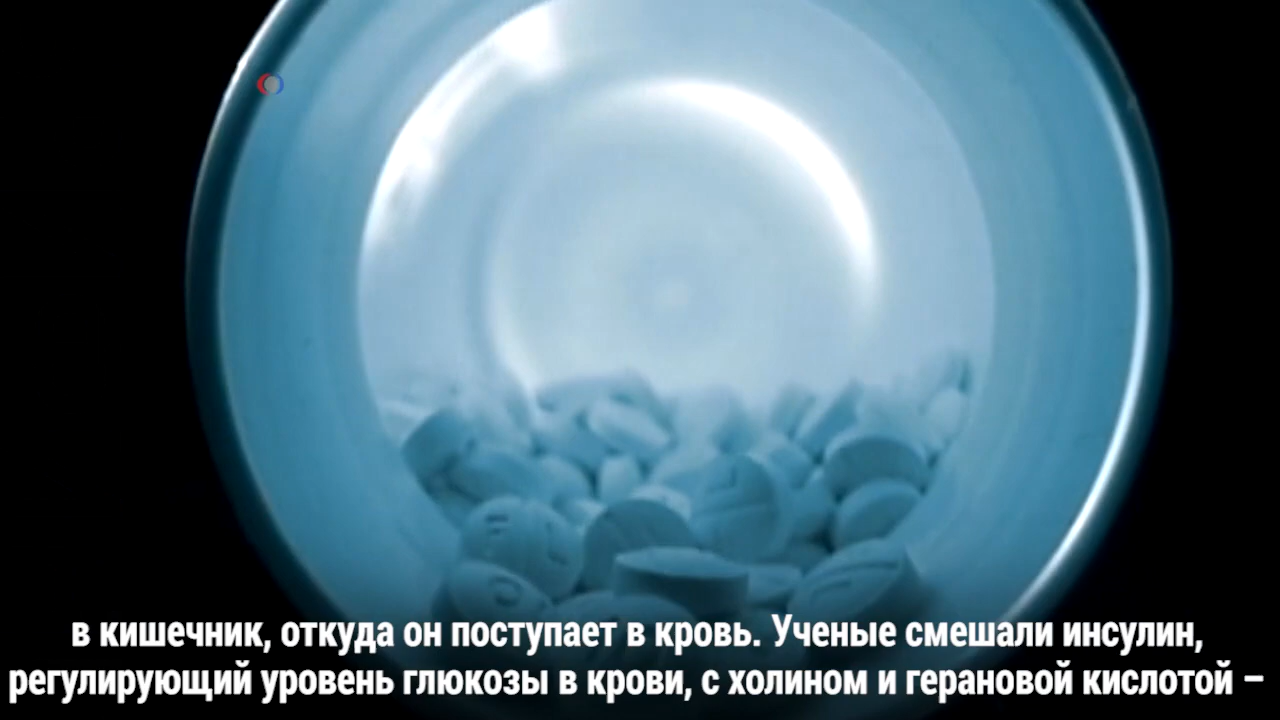 в кишечник, откуда он поступает в кровь. Ученые смешали инсулин,
регулирующий уровень глюкозы в крови, с холином и герановой кислотой –